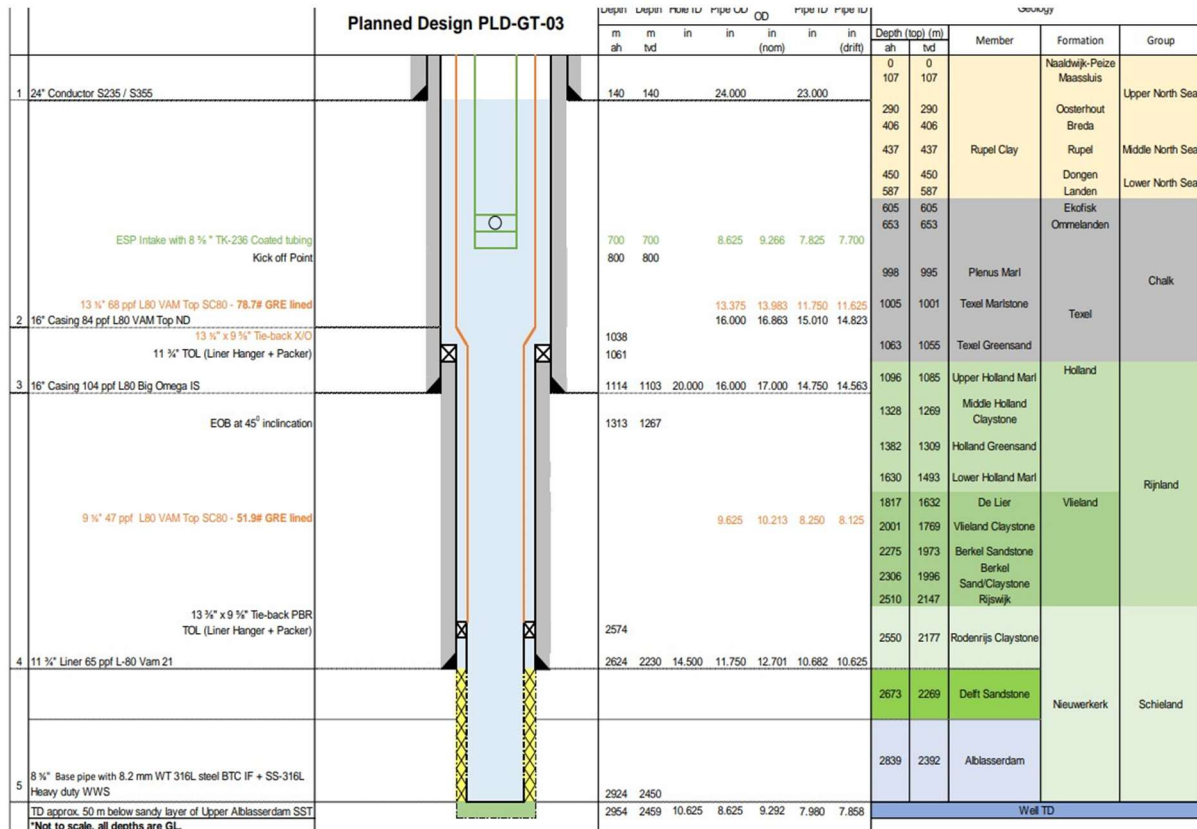 Planned Design PLD-GT-03
Depth Depth Hole ID Pipe OD OD Pipe ID Pipe ID
m m in in in in in
ah tvd (nom) (drift)
Geology
Depth (top) (m) Member Formation Group
ah tvd
0 0 Naaldwijk-Peize
107 107 Maassluis
Upper North Sea
1 24" Conductor S235 / S355 140 140 24.000 23.000
290 290 Oosterhout
406 406 Breda
437 437 Rupel Clay Rupel Middle North Sea
450 450 Dongen
Lower North Sea
587 587 Landen
605 605 Ekofisk
653 653 Ommelanden
ESP Intake with 8 ⅝ " TK-236 Coated tubing 700 700 8.625 9.266 7.825 7.700
Kick off Point 800 800
998 995 Plenus Marl
Chalk
13 ⅜" 68 ppf L80 VAM Top SC80 - 78.7# GRE lined 13.375 13.983 11.750 11.625
1005 1001 Texel Marlstone
Texel
2 16" Casing 84 ppf L80 VAM Top ND 16.000 16.863 15.010 14.823
13 ⅜" x 9 ⅝" Tie-back X/O 1038
11 ¾" TOL (Liner Hanger + Packer) 1061
1063 1055 Texel Greensand
3 16" Casing 104 ppf L80 Big Omega IS 1114 1103 20.000 16.000 17.000 14.750 14.563
1096 1085 Upper Holland Marl Holland
EOB at 45⁰ inclincation 1313 1267
1328 1269 Middle Holland
Claystone
1382 1309 Holland Greensand
1630 1493 Lower Holland Marl
Rijnland
1817 1632 De Lier Vlieland
9 ⅝" 47 ppf L80 VAM Top SC80 - 51.9# GRE lined 9.625 10.213 8.250 8.125
2001 1769 Vlieland Claystone
2275 1973 Berkel Sandstone
2306 1996 Berkel
Sand/Claystone
2510 2147 Rijswijk
13 ⅜" x 9 ⅝" Tie-back PBR
TOL (Liner Hanger + Packer) 2574
2550 2177 Rodenrijs Claystone
4 11 ¾" Liner 65 ppf L-80 Vam 21 2624 2230 14.500 11.750 12.701 10.682 10.625
2673 2269 Delft Sandstone
Nieuwerkerk Schieland
2839 2392 Alblasserdam
5 8 ⅝" Base pipe with 8.2 mm WT 316L steel BTC IF + SS-316L
Heavy duty WWS 2924 2450
TD approx. 50 m below sandy layer of Upper Alblasserdam SST 2954 2459 10.625 8.625 9.292 7.980 7.858
Well TD
*Not to scale, all depths are GL.